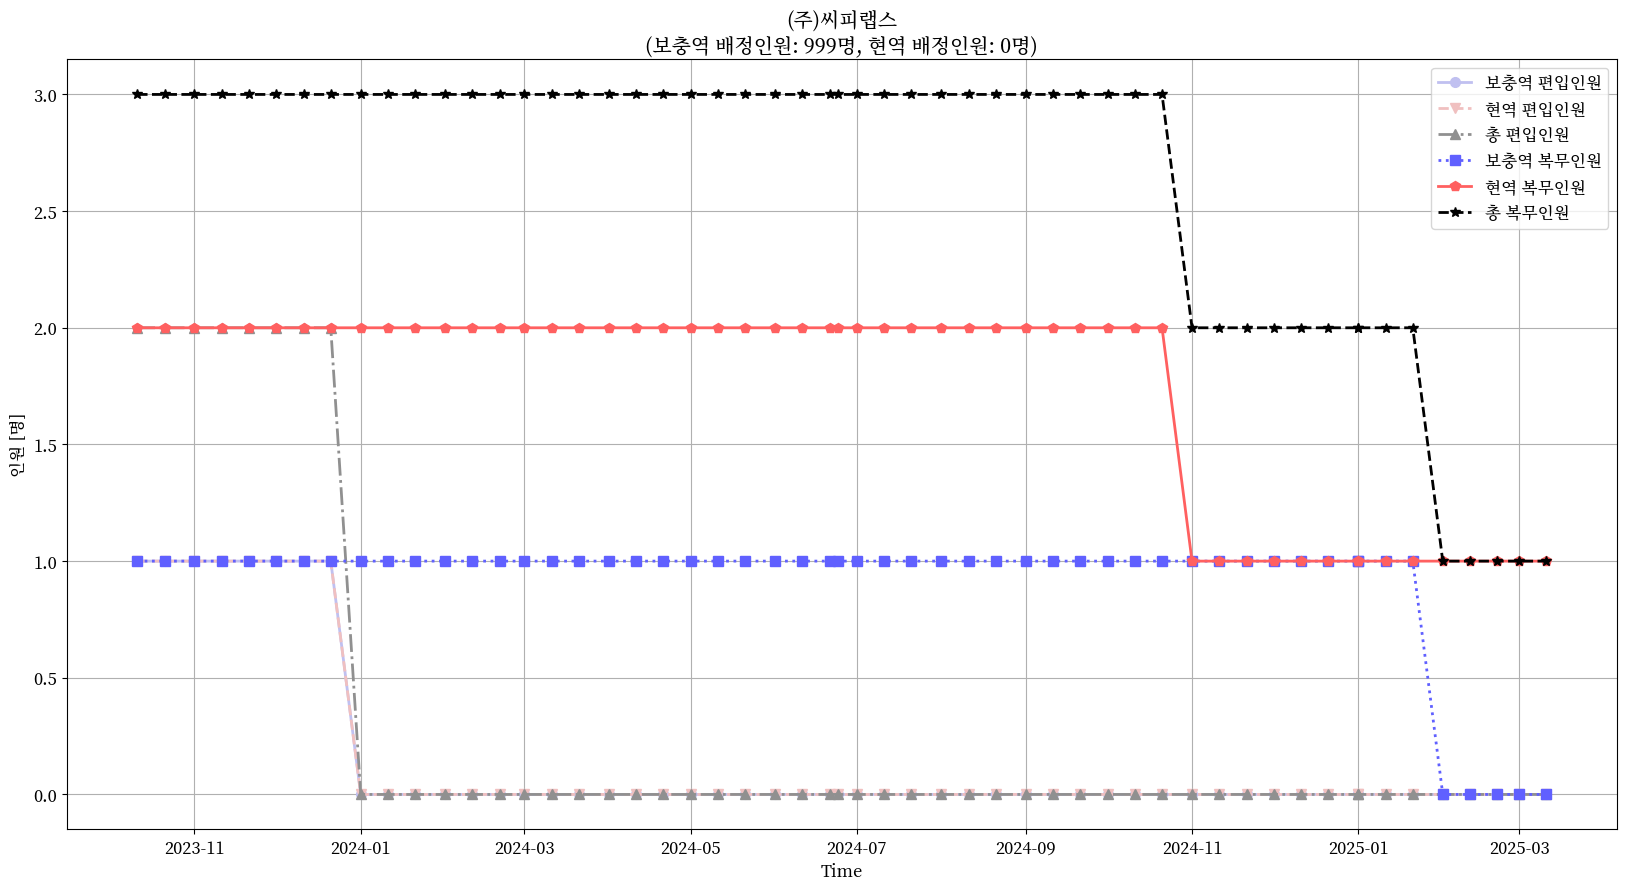 (주)씨피랩스
(보충역 배정인원: 999명, 현역 배정인원: 0명)
보충역 편입인원
현역 편입인원
총 편입인원
보충역 복무인원
현역 복무인원
총 복무인원
인원 [명]
3.0
2.5
2.0
1.5
1.0
0.5
0.0
2023-11
2024-01
2024-03
2024-05
2024-07
2024-09
2024-11
2025-01
2025-03
Time